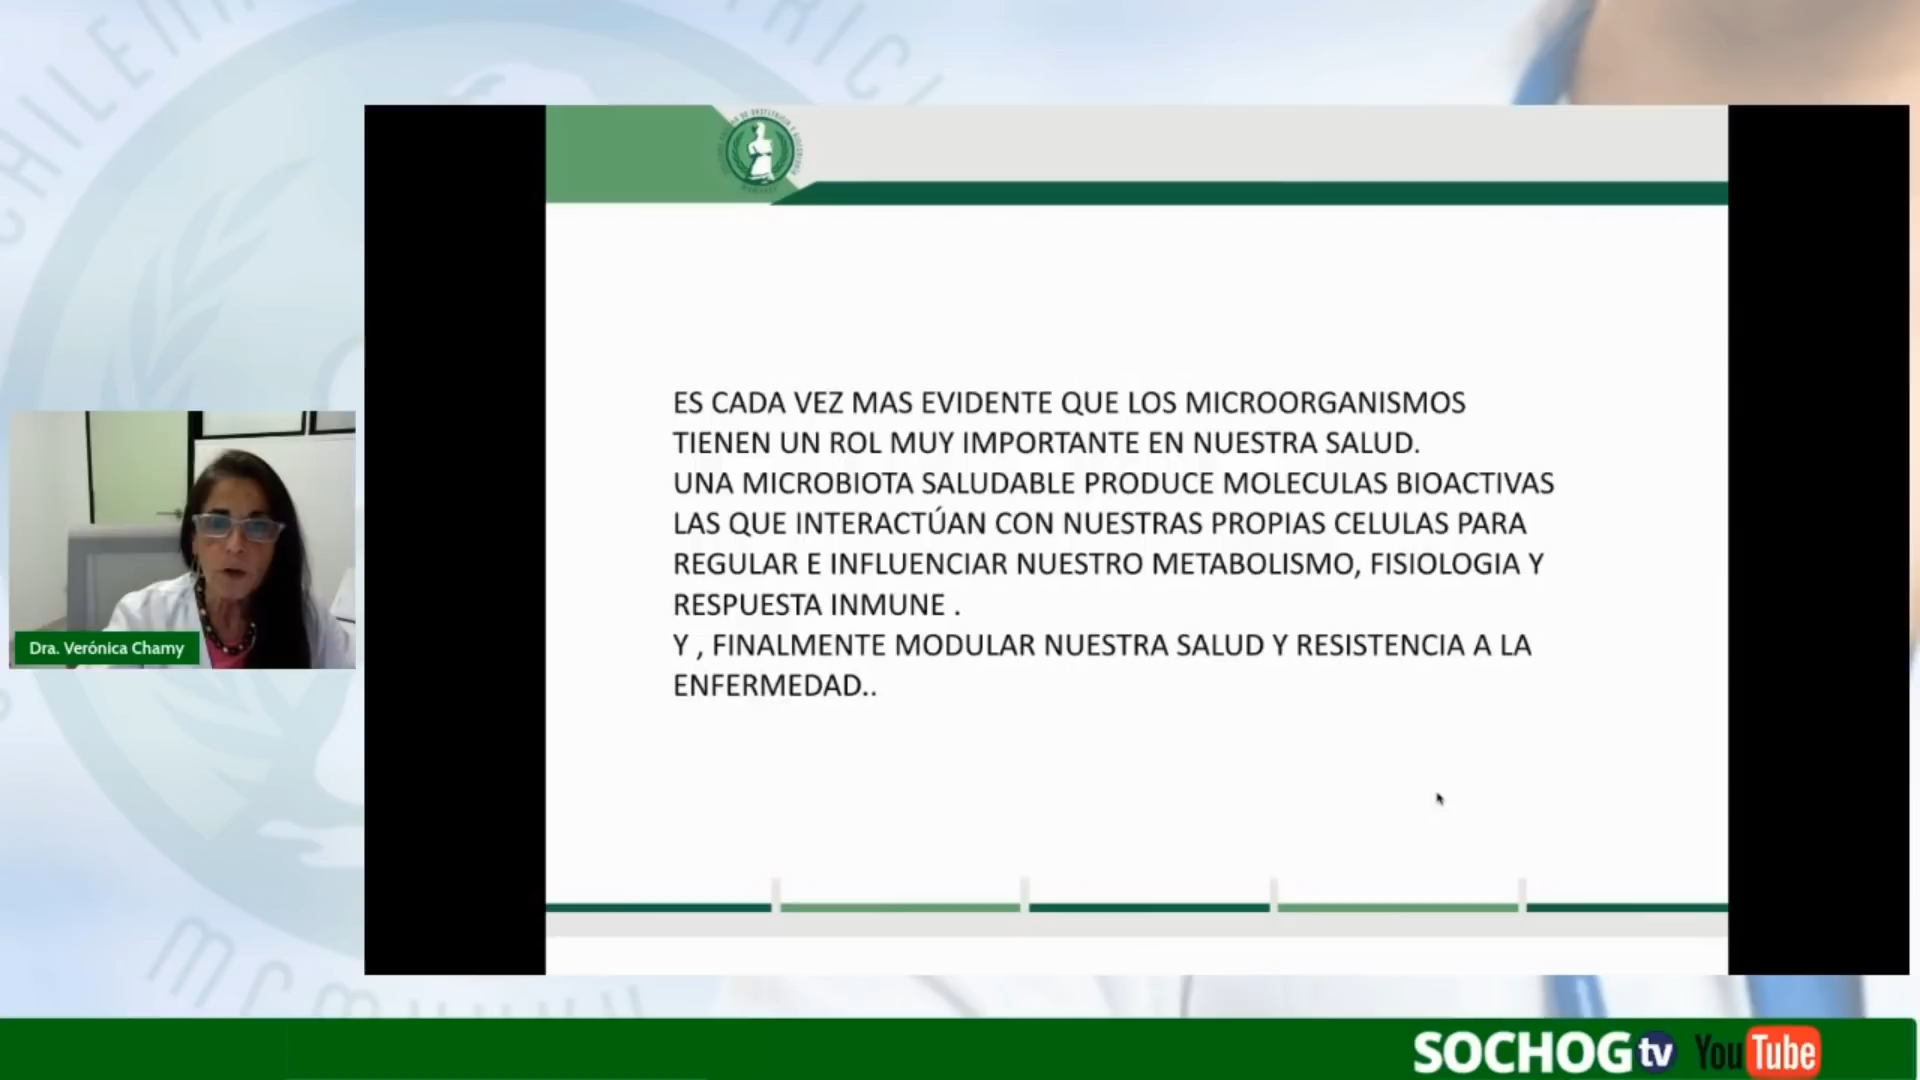 ES CADA VEZ MAS EVIDENTE QUE LOS MICROORGANISMOS
TIENEN UN ROL MUY IMPORTANTE EN NUESTRA SALUD.
UNA MICROBIOTA SALUDABLE PRODUCE MOLECULAS BIOACTIVAS
LAS QUE INTERACTÚAN CON NUESTRAS PROPIAS CELULAS PARA
REGULAR E INFLUENCIAR NUESTRO METABOLISMO, FISIOLOGIA Y
RESPUESTA INMUNE .
Y , FINALMENTE MODULAR NUESTRA SALUD Y RESISTENCIA A LA
ENFERMEDAD..
Dra. Verónica Chamy
SOCHOG tv YouTube